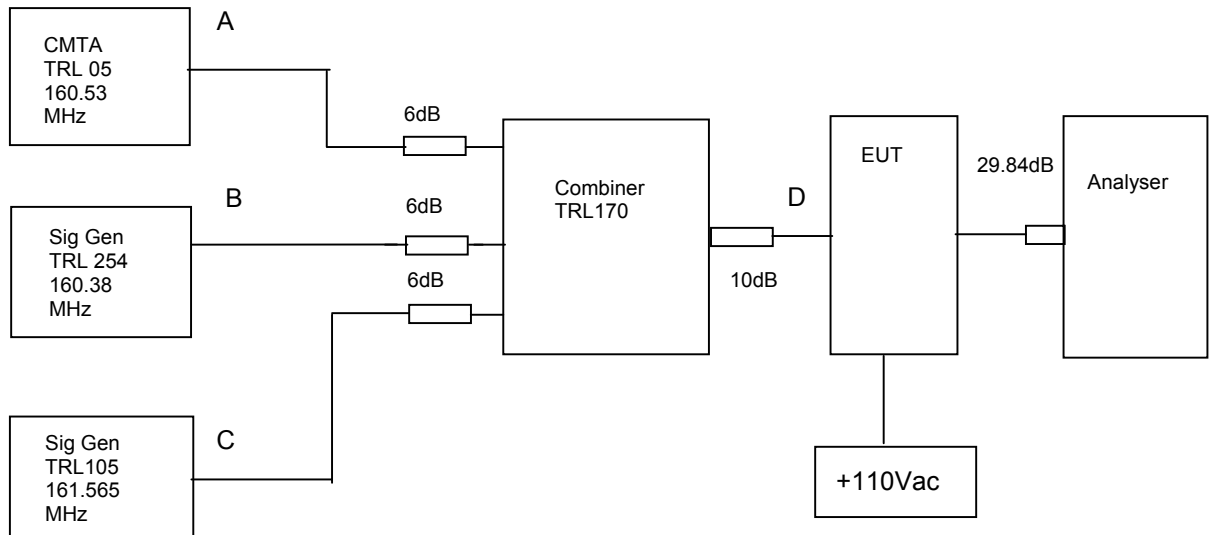 A
CMTA
TRL 05
160.53
MHz
6dB
B
Sig Gen
TRL 254
160.38
MHz
6dB
C
Sig Gen
TRL105
161.565
MHz
6dB
Combiner
TRL170
10dB
D
EUT
+110Vac
29.84dB
Analyser